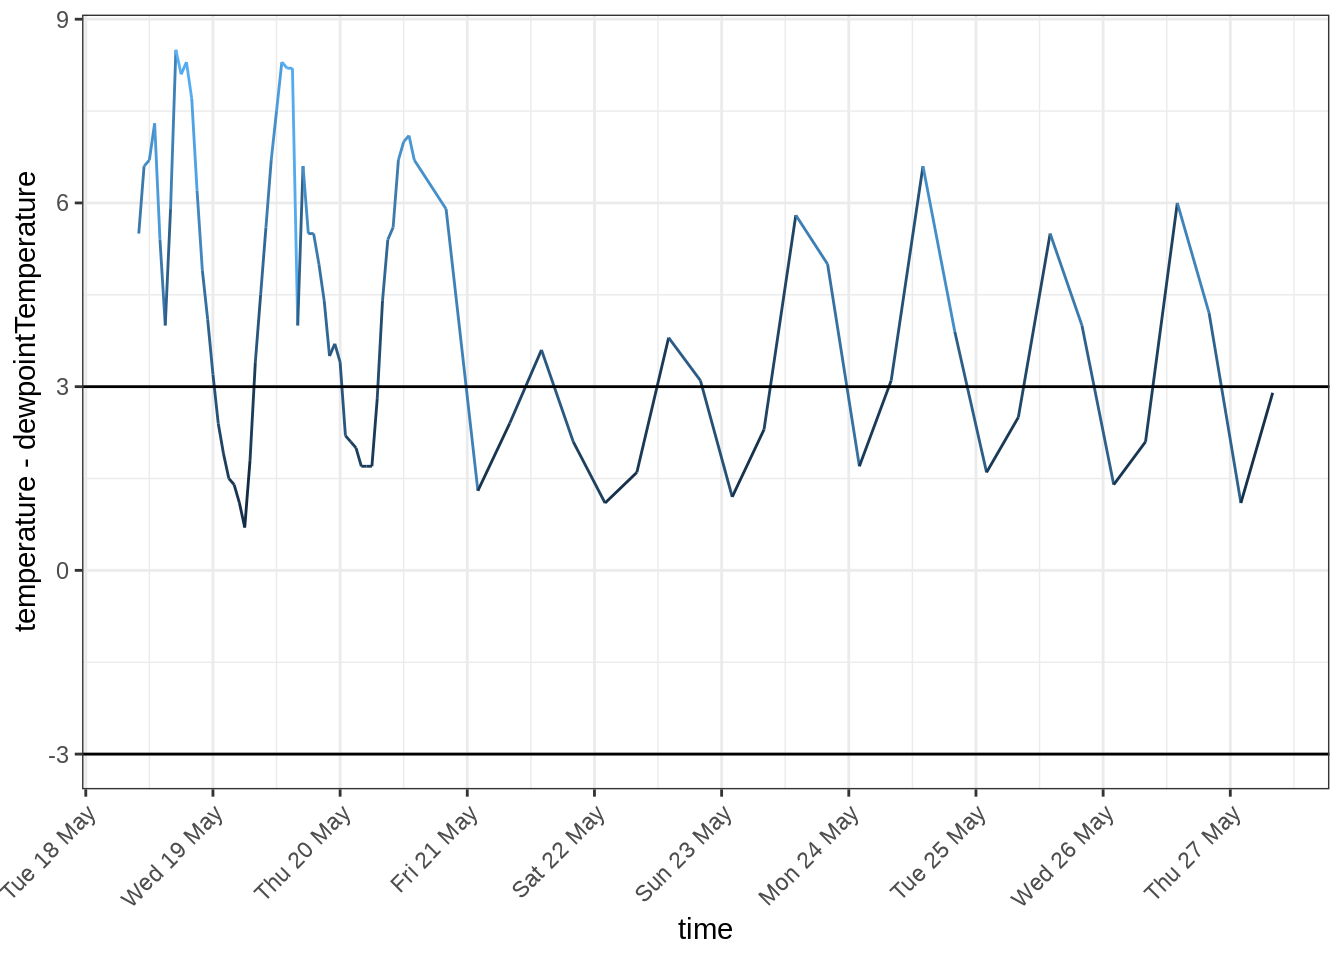 temperature - dewpointTemperature
9
6
3
0
-3
Tue 18 May
Wed 19 May
Thu 20 May
Fri 21 May
Sat 22 May
Sun 23 May
Mon 24 May
Tue 25 May
Wed 26 May
Thu 27 May
time